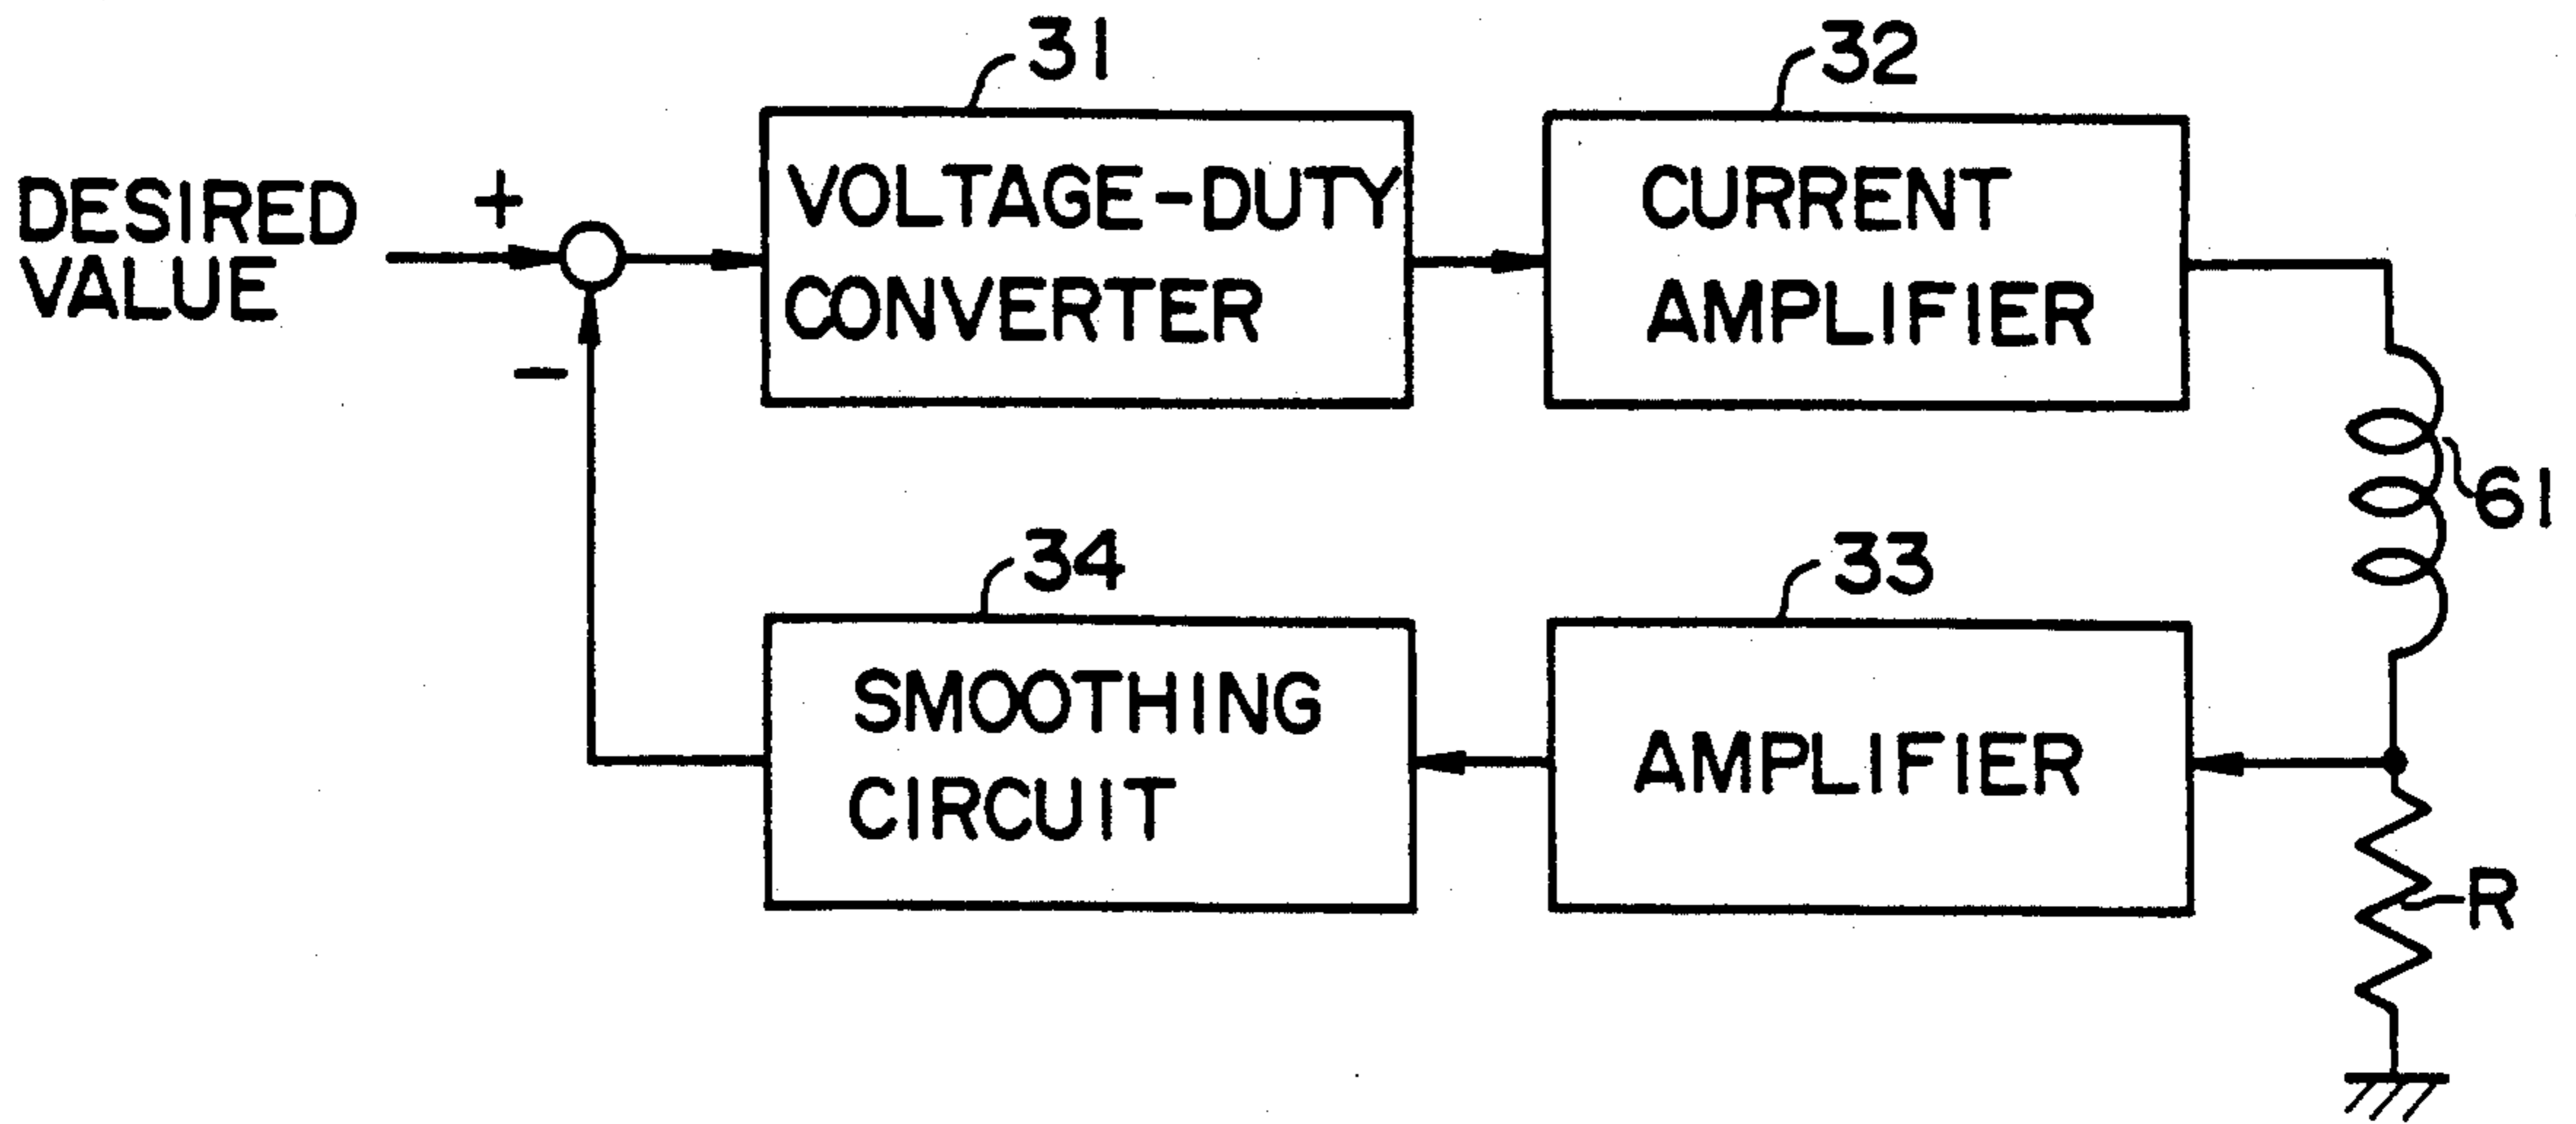 31
32
DESIRED
VALUE
+
−
VOLTAGE-DUTY
CONVERTER
CURRENT
AMPLIFIER
61
34
33
SMOOTHING
CIRCUIT
AMPLIFIER
R